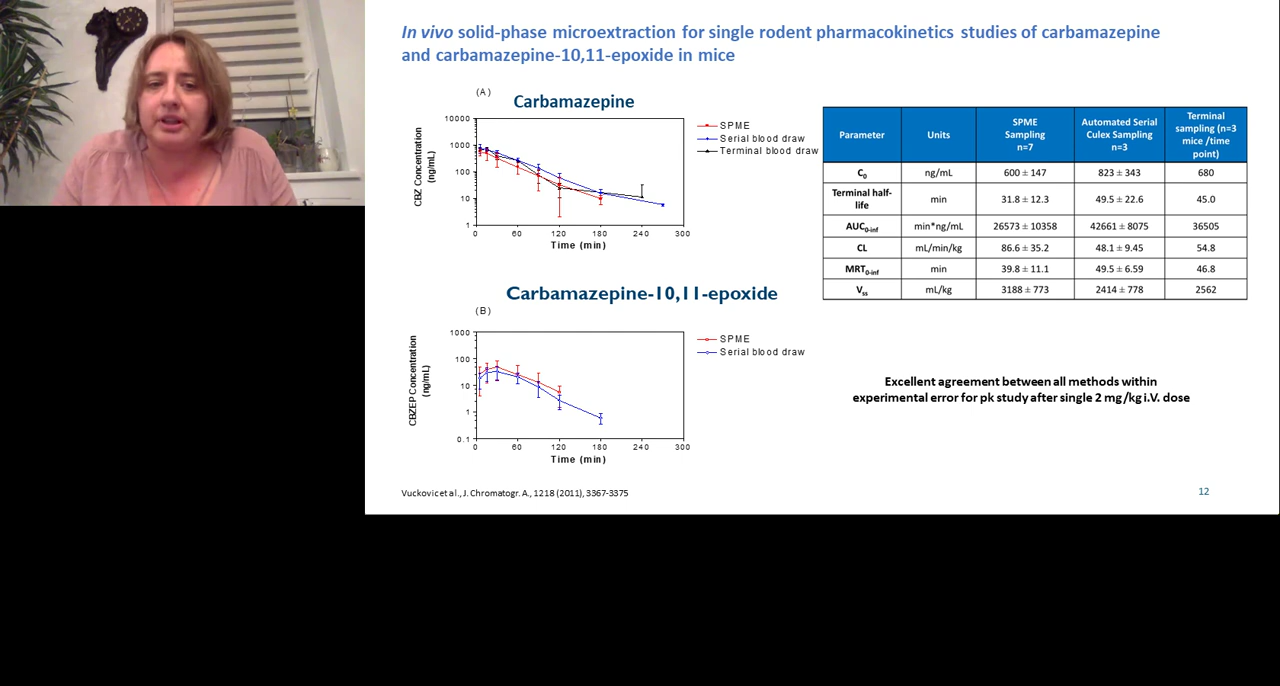 In vivo solid-phase microextraction for single rodent pharmacokinetics studies of carbamazepine
and carbamazepine-10,11-epoxide in mice
(A)
Carbamazepine
CBZ Concentration
(ng/mL)
10000
1000
100
10
1
0 60 120 180 240 300
Time (min)
SPME
Serial blood draw
Terminal blood draw
Carbamazepine-10,11-epoxide
(B)
CBZEP Concentration
(ng/mL)
1000
100
10
1
0.1
0 60 120 180 240 300
Time (min)
SPME
Serial blood draw
Parameter Units SPME Sampling n=7 Automated Serial Culex Sampling n=3 Terminal sampling (n=3 mice /time point)
C0 ng/mL 600 ± 147 823 ± 343 680
Terminal half-life min 31.8 ± 12.3 49.5 ± 22.6 45.0
AUC0-inf min*ng/mL 26573 ± 10358 42661 ± 8075 36505
CL mL/min/kg 86.6 ± 35.2 48.1 ± 9.45 54.8
MRT0-inf min 39.8 ± 11.1 49.5 ± 6.59 46.8
Vss mL/kg 3188 ± 773 2414 ± 778 2562
Excellent agreement between all methods within
experimental error for pk study after single 2 mg/kg i.V. dose
Vuckovic et al., J. Chromatogr. A., 1218 (2011), 3367-3375
12